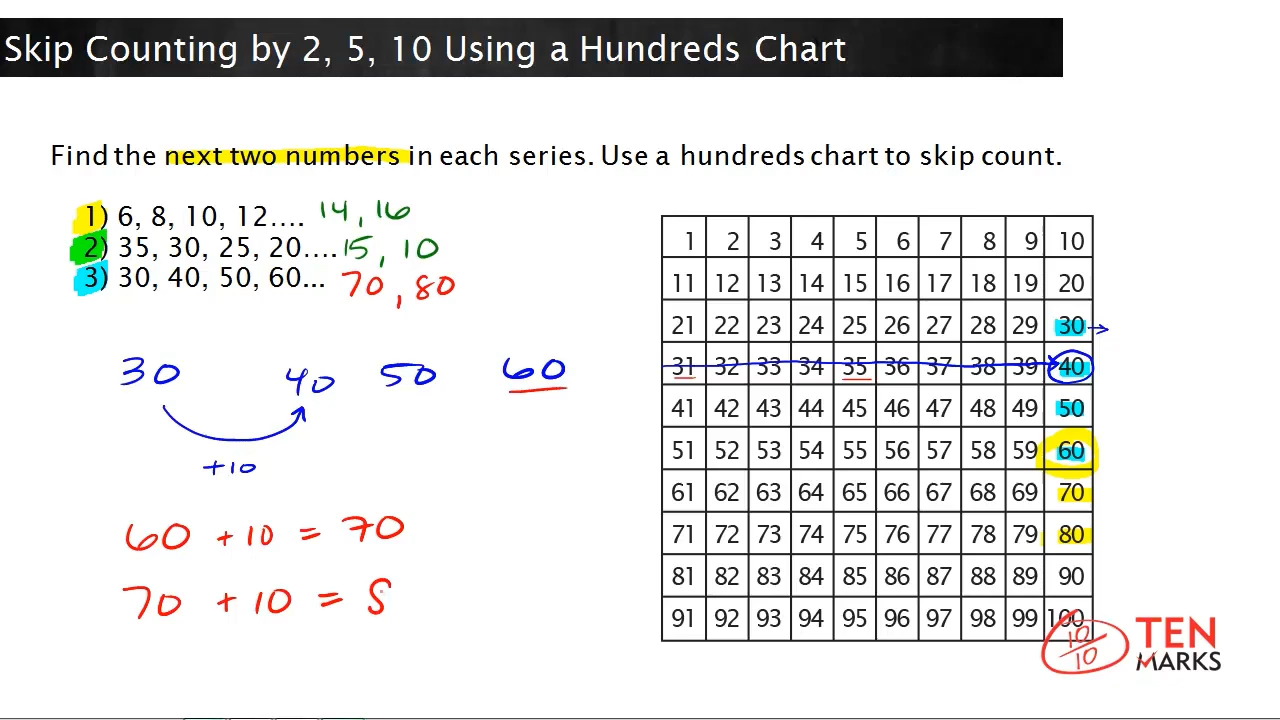 Skip Counting by 2, 5, 10 Using a Hundreds Chart
Find the next two numbers in each series. Use a hundreds chart to skip count.
1) 6, 8, 10, 12.... 14, 16
2) 35, 30, 25, 20.... 15, 10
3) 30, 40, 50, 60... 70, 80
30 40 50 60
+10
60 + 10 = 70
70 + 10 = 8
1 2 3 4 5 6 7 8 9 10
11 12 13 14 15 16 17 18 19 20
21 22 23 24 25 26 27 28 29 30
31 32 33 34 35 36 37 38 39 40
41 42 43 44 45 46 47 48 49 50
51 52 53 54 55 56 57 58 59 60
61 62 63 64 65 66 67 68 69 70
71 72 73 74 75 76 77 78 79 80
81 82 83 84 85 86 87 88 89 90
91 92 93 94 95 96 97 98 99 100
10/10
TEN
MARKS